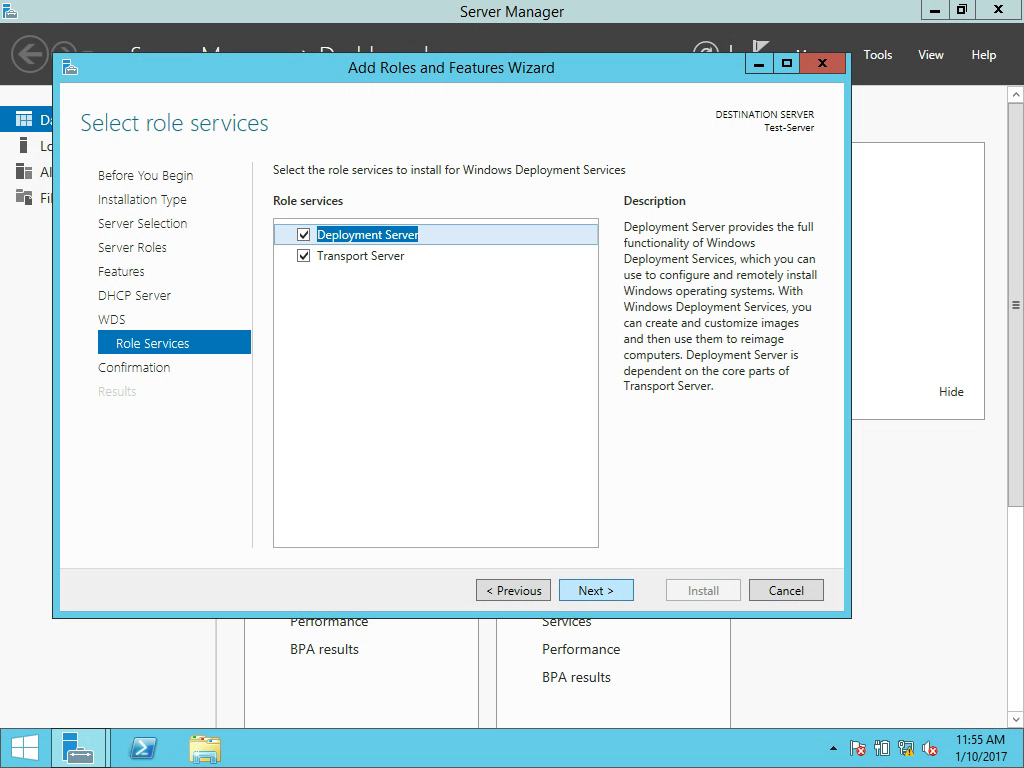 Server Manager
Tools
View
Help
Add Roles and Features Wizard
Select role services
DESTINATION SERVER
Test-Server
Before You Begin
Installation Type
Server Selection
Server Roles
Features
DHCP Server
WDS
Role Services
Confirmation
Results
Select the role services to install for Windows Deployment Services
Role services
Deployment Server
Transport Server
Description
Deployment Server provides the full
functionality of Windows
Deployment Services, which you can
use to configure and remotely install
Windows operating systems. With
Windows Deployment Services, you
can create and customize images
and then use them to reimage
computers. Deployment Server is
dependent on the core parts of
Transport Server.
Hide
< Previous
Next >
Install
Cancel
Performance
BPA results
Services
Performance
BPA results
11:55 AM
1/10/2017